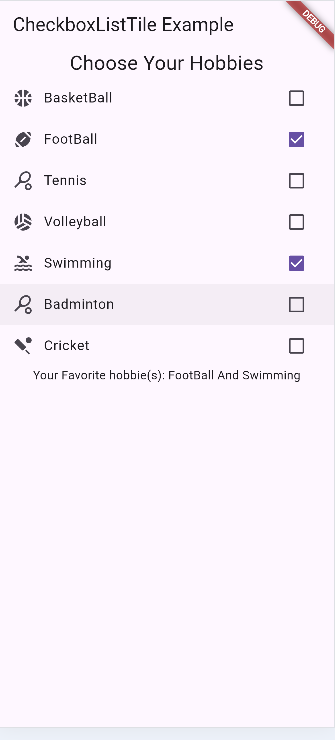 CheckboxListTile Example
DEBUG
Choose Your Hobbies
BasketBall
FootBall
Tennis
Volleyball
Swimming
Badminton
Cricket
Your Favorite hobbie(s): FootBall And Swimming